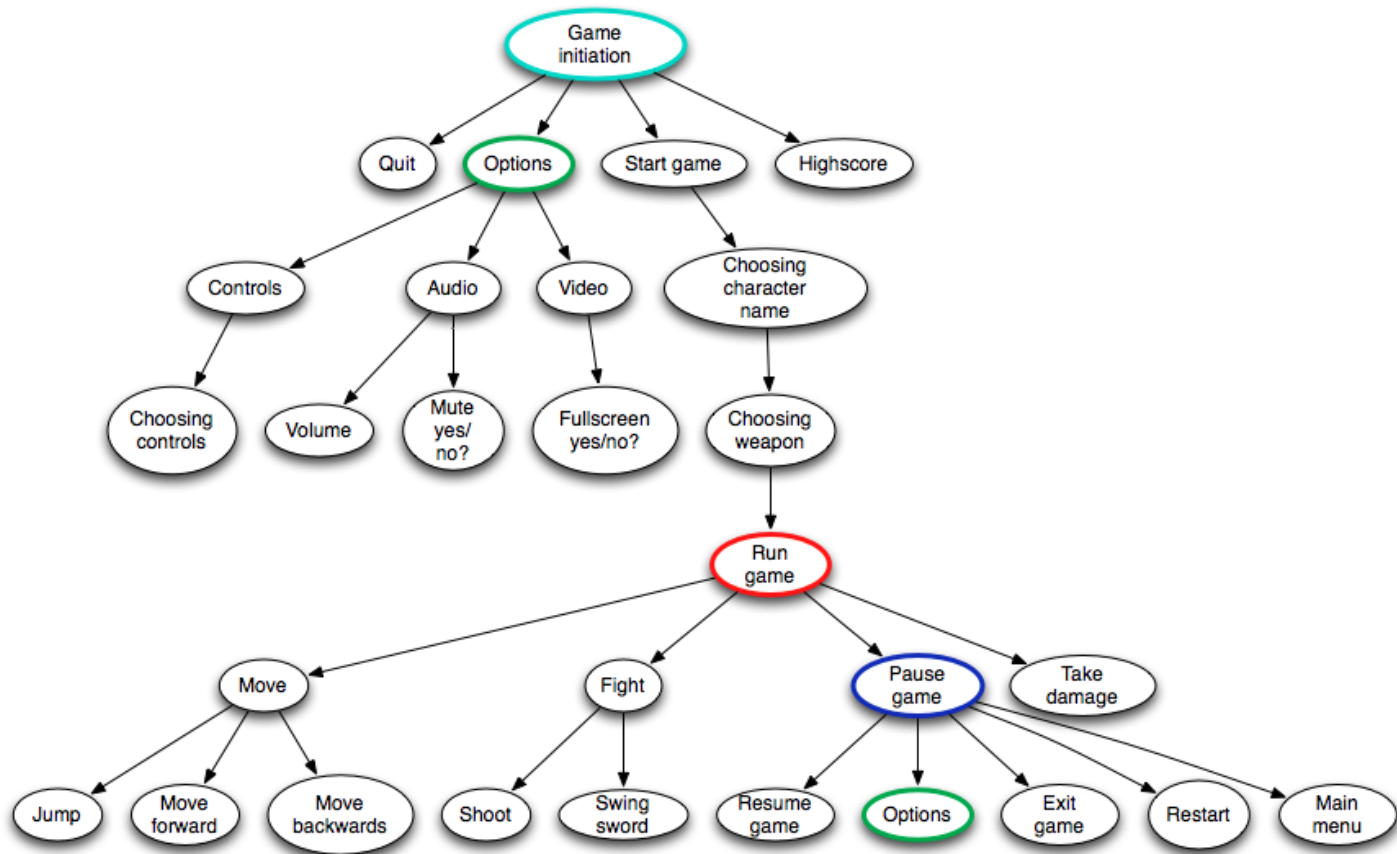 Game
initiation
Quit
Options
Start game
Highscore
Controls
Audio
Video
Choosing
character
name
Choosing
controls
Volume
Mute
yes/
no?
Fullscreen
yes/no?
Choosing
weapon
Run
game
Move
Fight
Pause
game
Take
damage
Jump
Move
forward
Move
backwards
Shoot
Swing
sword
Resume
game
Options
Exit
game
Restart
Main
menu